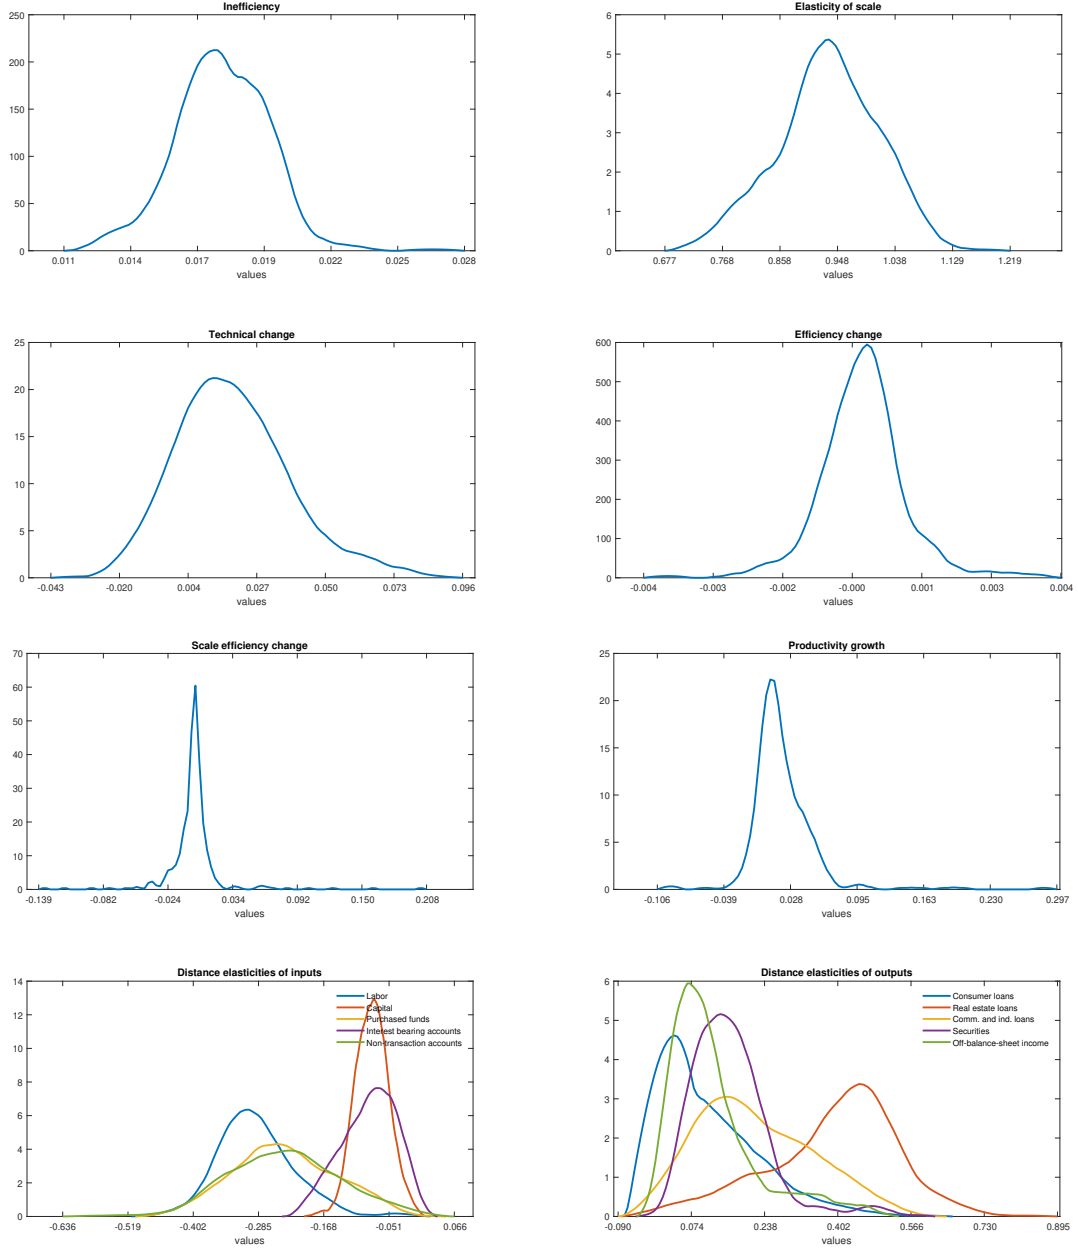 Inefficiency
250
200
150
100
50
0
0.011 0.014 0.017 0.019 0.022 0.025 0.028
values
Elasticity of scale
6
5
4
3
2
1
0
0.677 0.768 0.858 0.948 1.038 1.129 1.219
values
Technical change
25
20
15
10
5
0
-0.043 -0.020 0.004 0.027 0.050 0.073 0.096
values
Efficiency change
600
500
400
300
200
100
0
-0.004 -0.003 -0.002 -0.000 0.001 0.003 0.004
values
Scale efficiency change
70
60
50
40
30
20
10
0
-0.139 -0.082 -0.024 0.034 0.092 0.150 0.208
values
Productivity growth
25
20
15
10
5
0
-0.106 -0.039 0.028 0.095 0.163 0.230 0.297
values
Distance elasticities of inputs
14
12
10
8
6
4
2
0
Labor
Capital
Purchased funds
Interest bearing accounts
Non-transaction accounts
-0.636 -0.519 -0.402 -0.285 -0.168 -0.051 0.066
values
Distance elasticities of outputs
6
5
4
3
2
1
0
Consumer loans
Real estate loans
Comm. and ind. loans
Securities
Off-balance-sheet income
-0.090 0.074 0.238 0.402 0.566 0.730 0.895
values